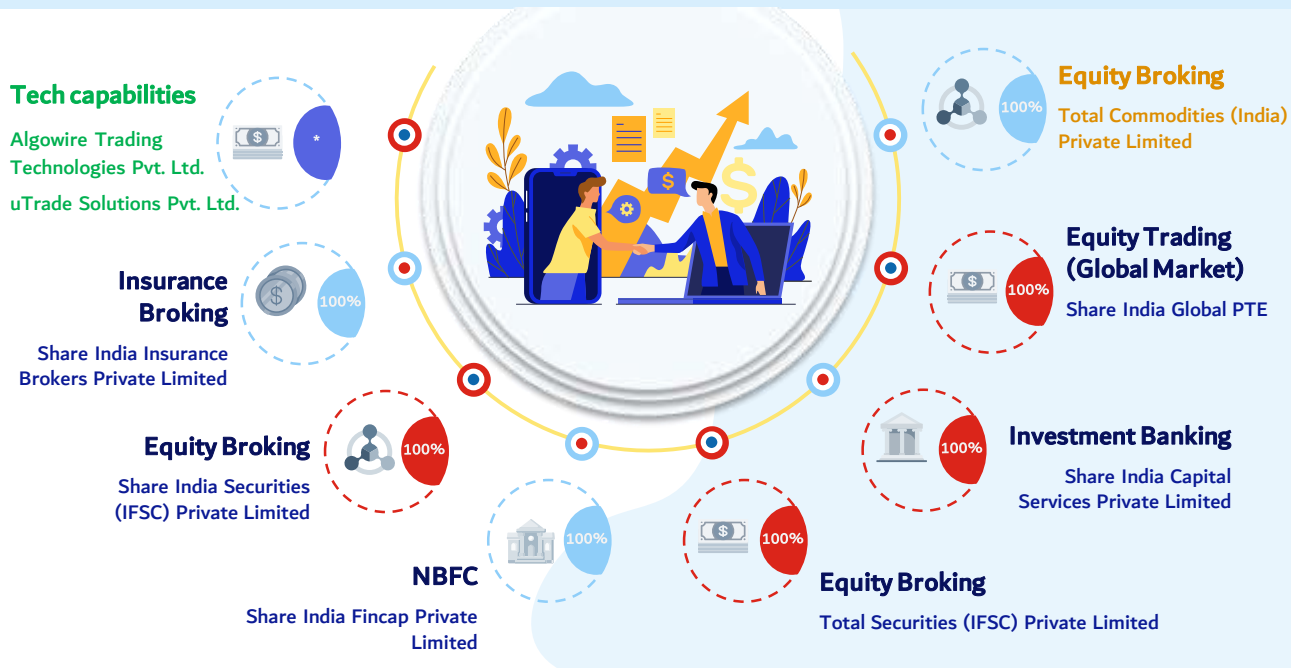 Tech capabilities
Algowire Trading
Technologies Pvt. Ltd.
uTrade Solutions Pvt. Ltd.
*
Insurance
Broking
Share India Insurance
Brokers Private Limited
100%
Equity Broking
Share India Securities
(IFSC) Private Limited
100%
NBFC
Share India Fincap Private
Limited
100%
Equity Broking
Total Securities (IFSC) Private Limited
100%
Investment Banking
Share India Capital
Services Private Limited
100%
Equity Trading
(Global Market)
Share India Global PTE
100%
Equity Broking
Total Commodities (India)
Private Limited
100%